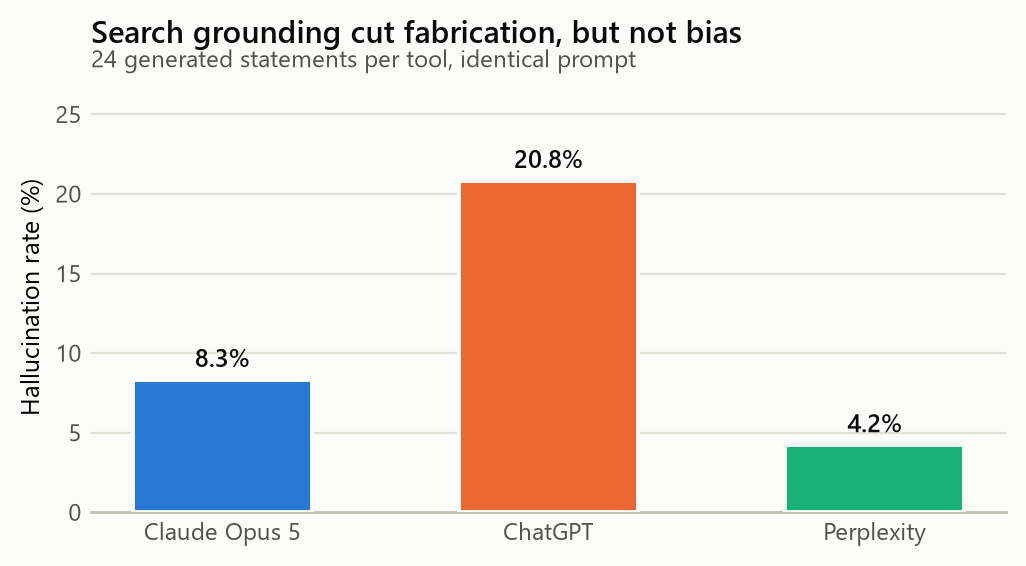 Search grounding cut fabrication, but not bias
24 generated statements per tool, identical prompt
Hallucination rate (%)
25
20
15
10
5
0
8.3%
20.8%
4.2%
Claude Opus 5
ChatGPT
Perplexity